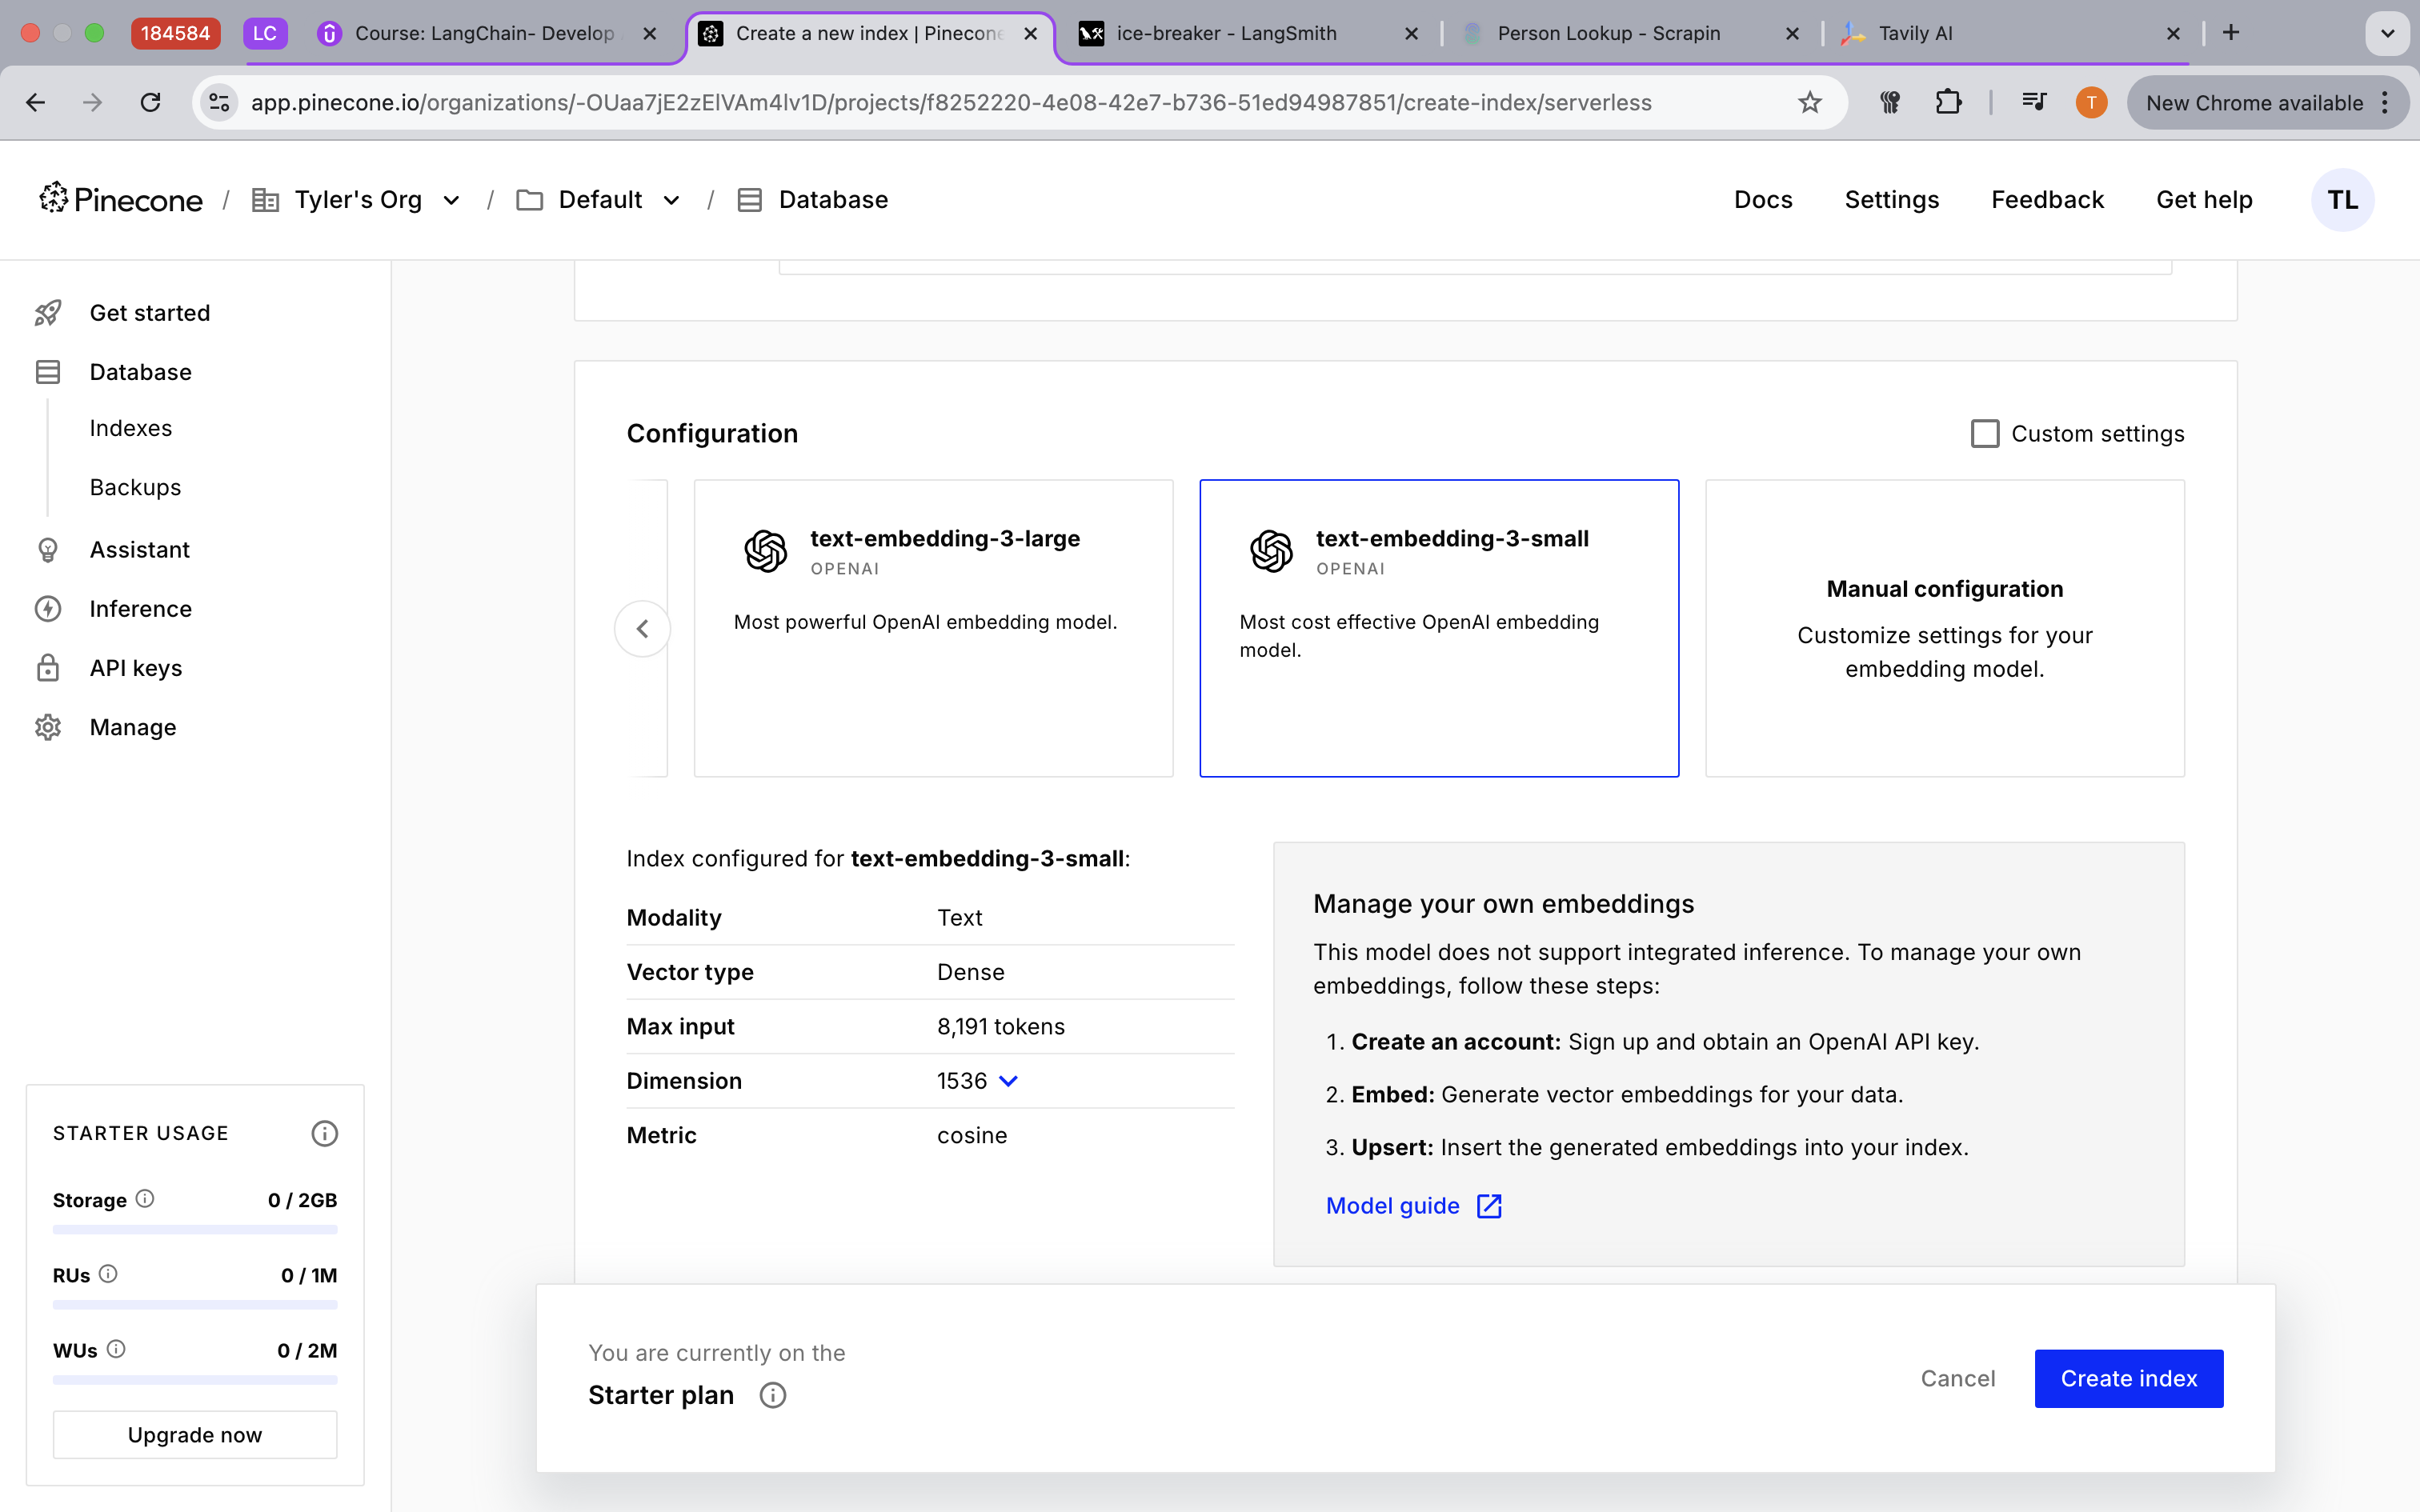 184584
LC
Course: LangChain- Develop
Create a new index | Pinecone
ice-breaker - LangSmith
Person Lookup - Scrapin
Tavily AI
app.pinecone.io/organizations/-OUaa7jE2zElVAm4lv1D/projects/f8252220-4e08-42e7-b736-51ed94987851/create-index/serverless
T
New Chrome available
Pinecone / Tyler's Org / Default / Database
Docs
Settings
Feedback
Get help
TL
Get started
Database
Indexes
Backups
Assistant
Inference
API keys
Manage
STARTER USAGE
Storage 0 / 2GB
RUs 0 / 1M
WUs 0 / 2M
Upgrade now
Configuration
Custom settings
text-embedding-3-large
OPENAI
Most powerful OpenAI embedding model.
text-embedding-3-small
OPENAI
Most cost effective OpenAI embedding
model.
Manual configuration
Customize settings for your
embedding model.
Index configured for text-embedding-3-small:
Modality Text
Vector type Dense
Max input 8,191 tokens
Dimension 1536
Metric cosine
Manage your own embeddings
This model does not support integrated inference. To manage your own
embeddings, follow these steps:
1. Create an account: Sign up and obtain an OpenAI API key.
2. Embed: Generate vector embeddings for your data.
3. Upsert: Insert the generated embeddings into your index.
Model guide
You are currently on the
Starter plan
Cancel
Create index